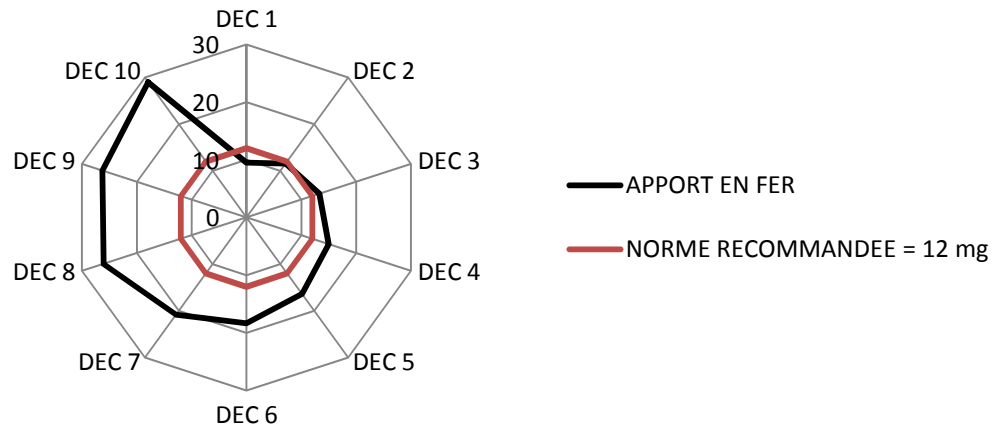 DEC 1
30
DEC 10
DEC 2
20
DEC 9
10
DEC 3
APPORT EN FER
0
NORME RECOMMANDEE = 12 mg
DEC 8
DEC 4
DEC 7
DEC 5
DEC 6